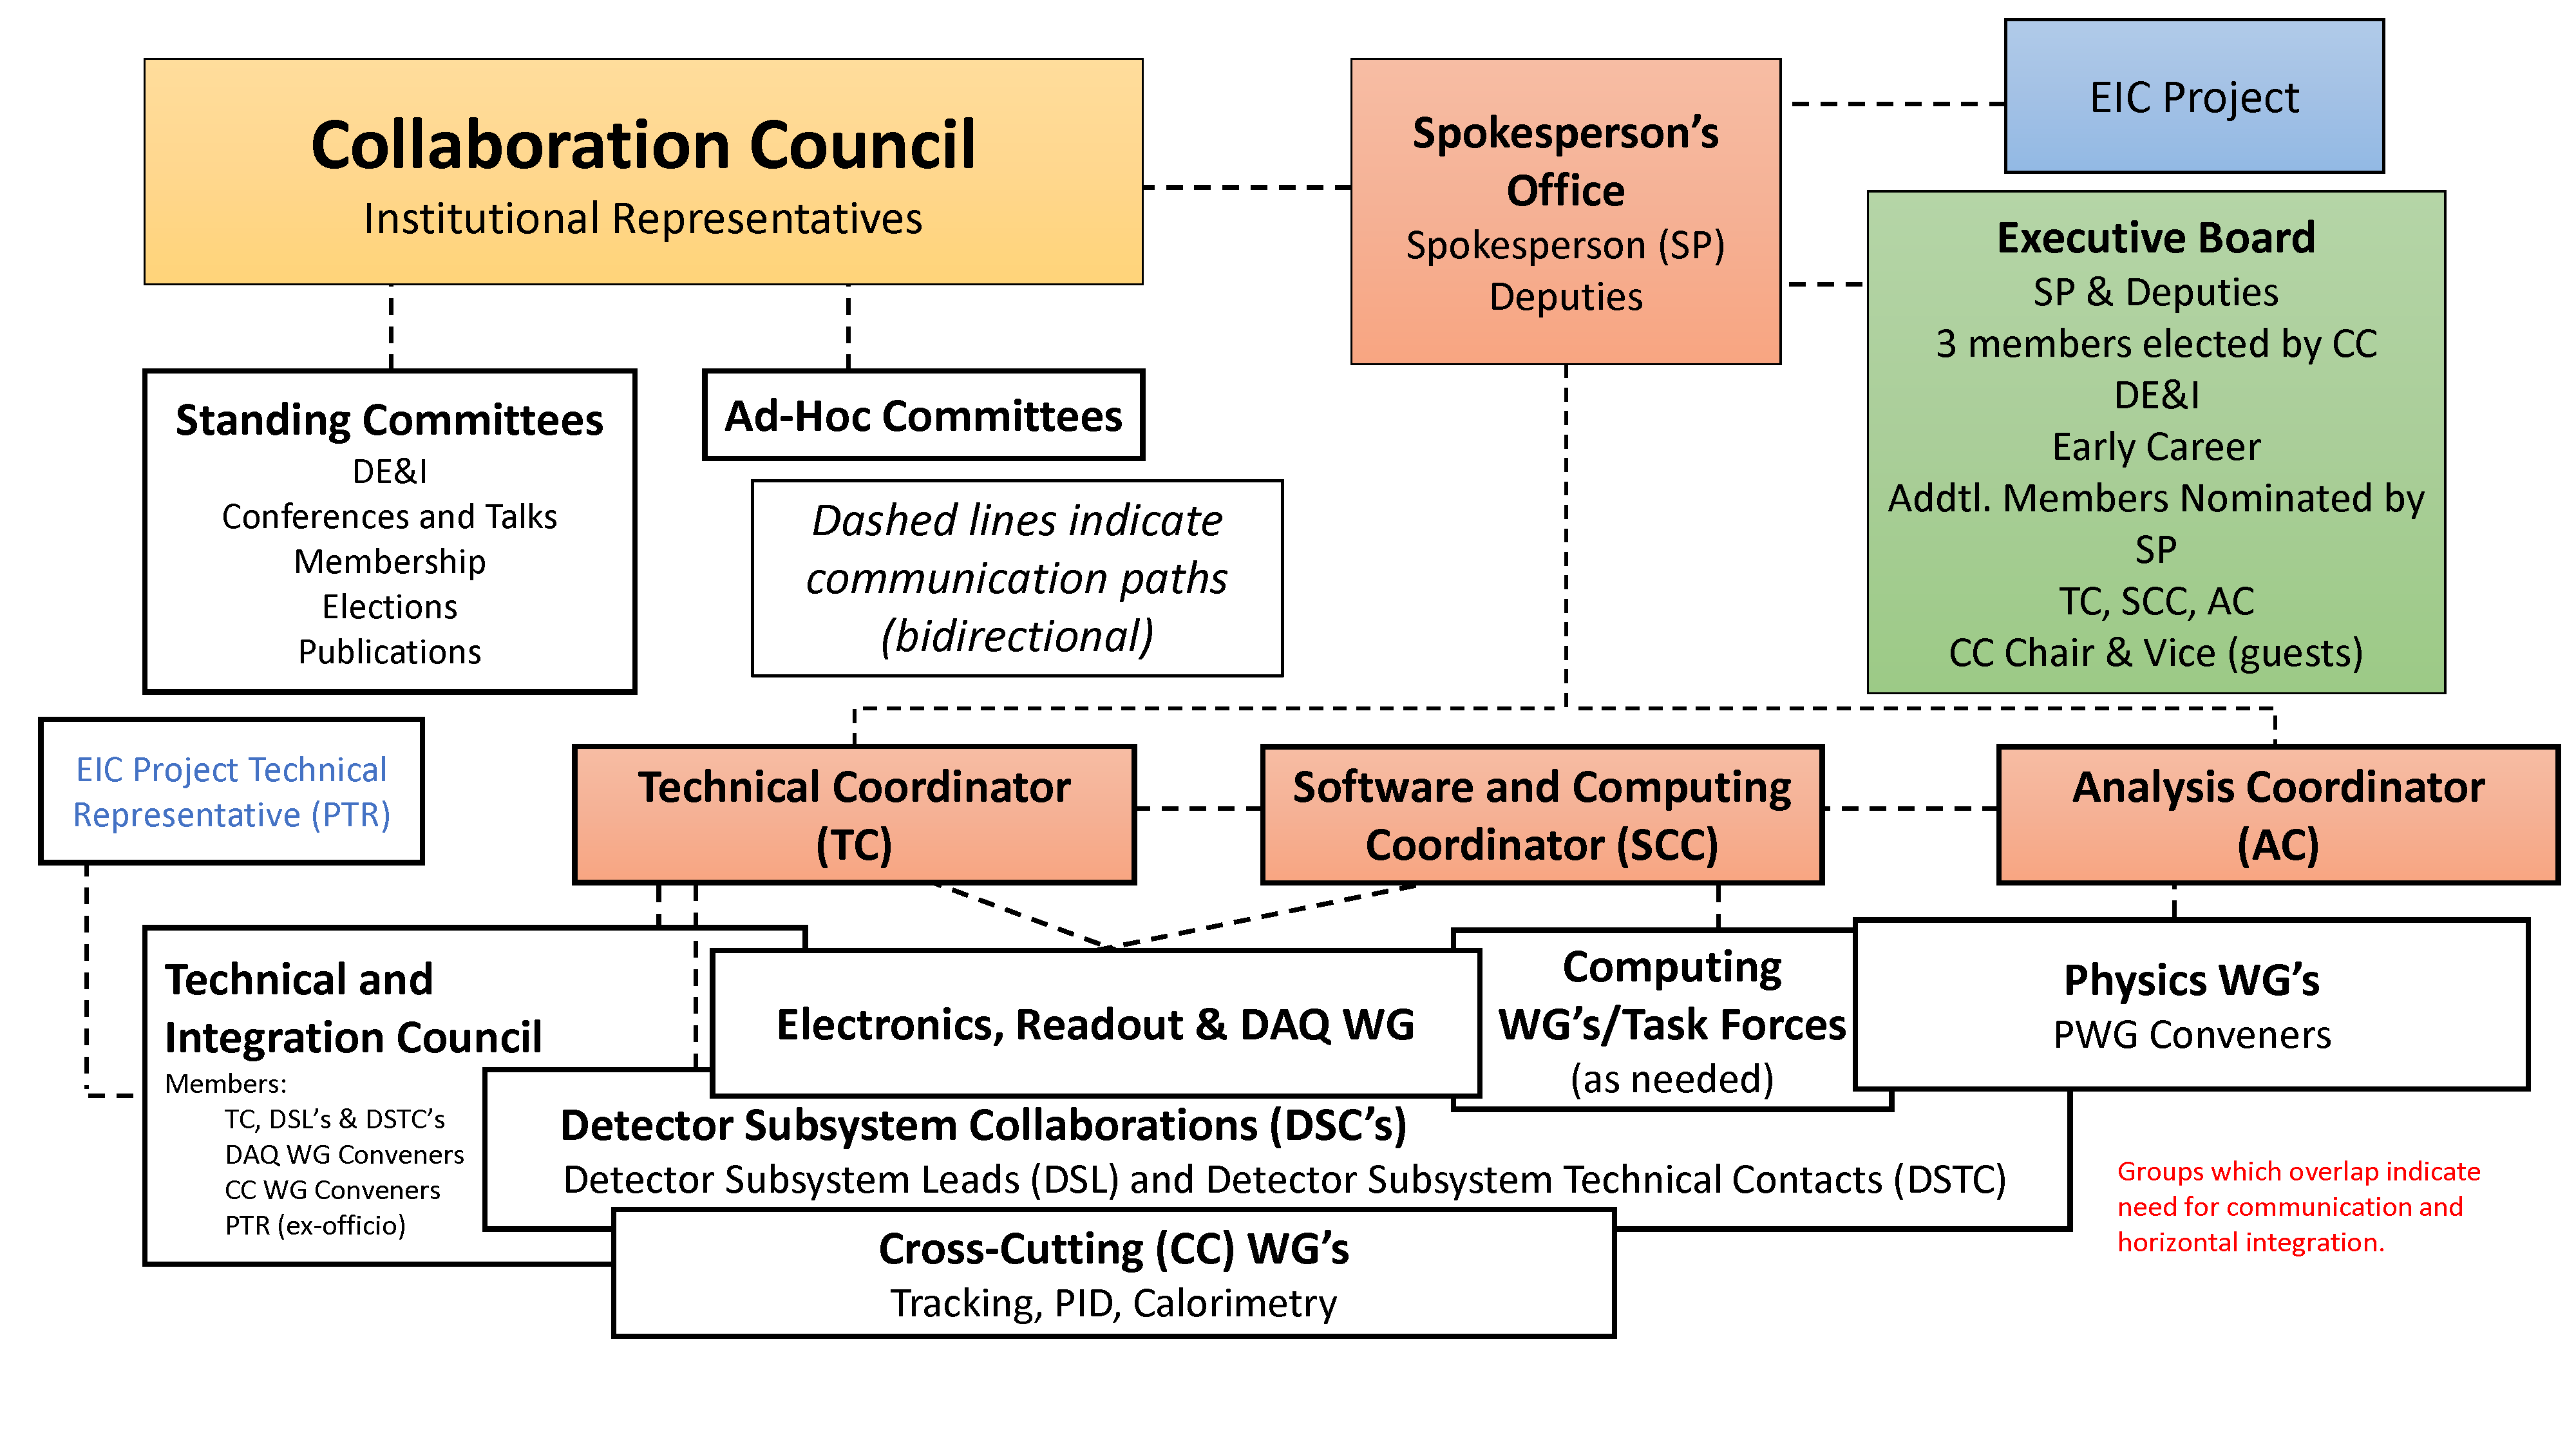 Collaboration Council
Institutional Representatives
Spokesperson’s
Office
Spokesperson (SP)
Deputies
EIC Project
Executive Board
SP & Deputies
3 members elected by CC
DE&I
Early Career
Addtl. Members Nominated by
SP
TC, SCC, AC
CC Chair & Vice (guests)
Standing Committees
DE&I
Conferences and Talks
Membership
Elections
Publications
Ad-Hoc Committees
Dashed lines indicate
communication paths
(bidirectional)
EIC Project Technical
Representative (PTR)
Technical Coordinator
(TC)
Software and Computing
Coordinator (SCC)
Analysis Coordinator
(AC)
Technical and
Integration Council
Members:
TC, DSL’s & DSTC’s
DAQ WG Conveners
CC WG Conveners
PTR (ex-officio)
Electronics, Readout & DAQ WG
Computing
WG’s/Task Forces
(as needed)
Physics WG’s
PWG Conveners
Detector Subsystem Collaborations (DSC’s)
Detector Subsystem Leads (DSL) and Detector Subsystem Technical Contacts (DSTC)
Cross-Cutting (CC) WG’s
Tracking, PID, Calorimetry
Groups which overlap indicate
need for communication and
horizontal integration.